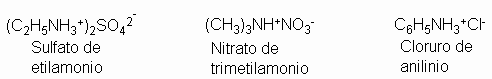 (C₂H₅NH₃⁺)₂SO₄²⁻ (CH₃)₃NH⁺NO₃⁻ C₆H₅NH₃⁺Cl⁻
Sulfato de Nitrato de Cloruro de
etilamonio trimetilamonio anilinio